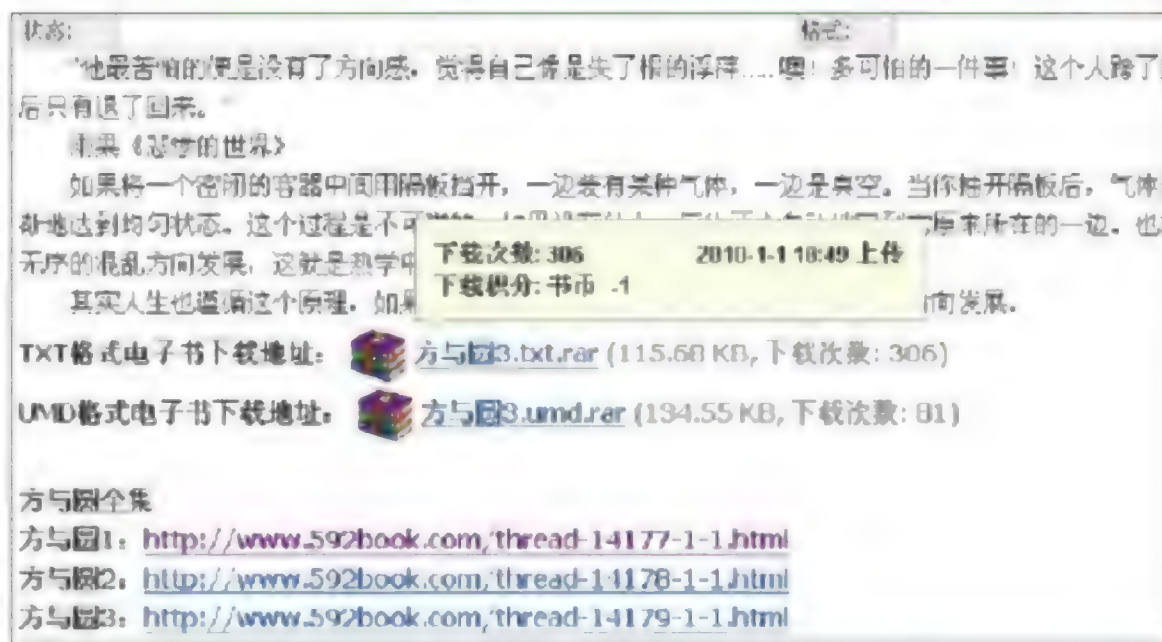 状态: 格式:
他最害怕的便是没有了方向感，觉得自己像是失了根的浮萍……噢！多可怕的一件事！这个人跨了
后只有退了回来。
雨果《悲惨的世界》
如果将一个密闭的容器中间用隔板挡开，一边装有某种气体，一边是真空。当你抽开隔板后，气体
地达到均匀状态。这个过程是不可 原来所在的一边。也
无序的混乱方向发展，这就是热学中
下载次数: 306 2010-1-1 18:49 上传
下载积分: 书币 -1
其实人生也遵循这个原理，如果 向发展。
TXT格式电子书下载地址： 方与圆3.txt.rar (115.68 KB, 下载次数: 306)
UMD格式电子书下载地址： 方与圆3.umd.rar (134.55 KB, 下载次数: 81)
方与圆全集
方与圆1：http://www.592book.com/thread-14177-1-1.html
方与圆2：http://www.592book.com/thread-14178-1-1.html
方与圆3：http://www.592book.com/thread-14179-1-1.html